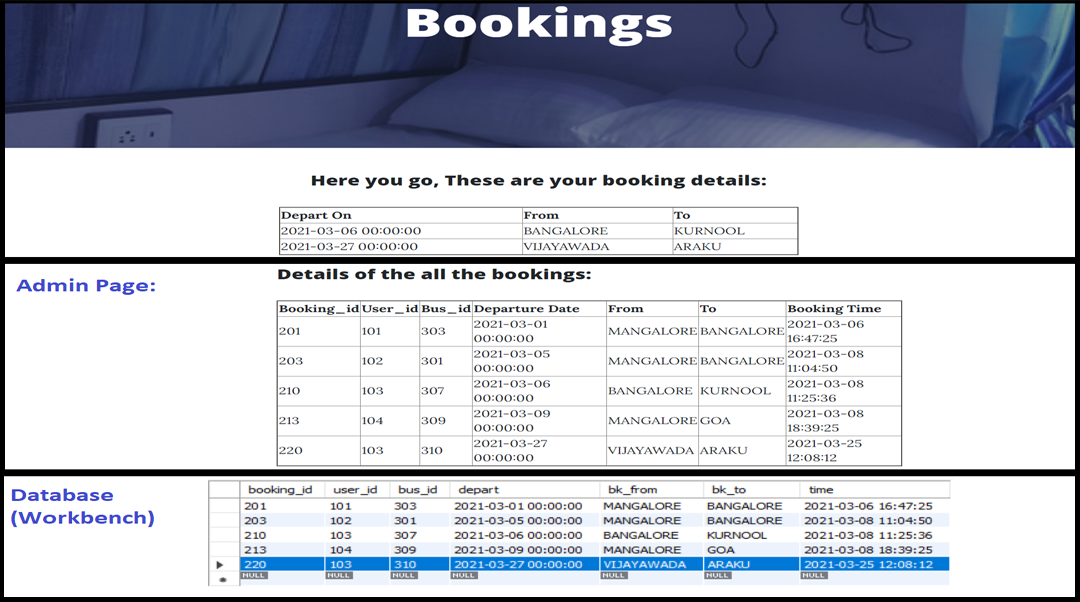 Bookings
Here you go, These are your booking details:
Depart On From To
2021-03-06 00:00:00 BANGALORE KURNOOL
2021-03-27 00:00:00 VIJAYAWADA ARAKU
Admin Page:
Details of the all the bookings:
Booking_id User_id Bus_id Departure Date From To Booking Time
201 101 303 2021-03-01 00:00:00 MANGALORE BANGALORE 2021-03-06 16:47:25
203 102 301 2021-03-05 00:00:00 MANGALORE BANGALORE 2021-03-08 11:04:50
210 103 307 2021-03-06 00:00:00 BANGALORE KURNOOL 2021-03-08 11:25:36
213 104 309 2021-03-09 00:00:00 MANGALORE GOA 2021-03-08 18:39:25
220 103 310 2021-03-27 00:00:00 VIJAYAWADA ARAKU 2021-03-25 12:08:12
Database
(Workbench)
booking_id user_id bus_id depart bk_from bk_to time
201 101 303 2021-03-01 00:00:00 MANGALORE BANGALORE 2021-03-06 16:47:25
203 102 301 2021-03-05 00:00:00 MANGALORE BANGALORE 2021-03-08 11:04:50
210 103 307 2021-03-06 00:00:00 BANGALORE KURNOOL 2021-03-08 11:25:36
213 104 309 2021-03-09 00:00:00 MANGALORE GOA 2021-03-08 18:39:25
220 103 310 2021-03-27 00:00:00 VIJAYAWADA ARAKU 2021-03-25 12:08:12
NULL NULL NULL NULL NULL NULL NULL